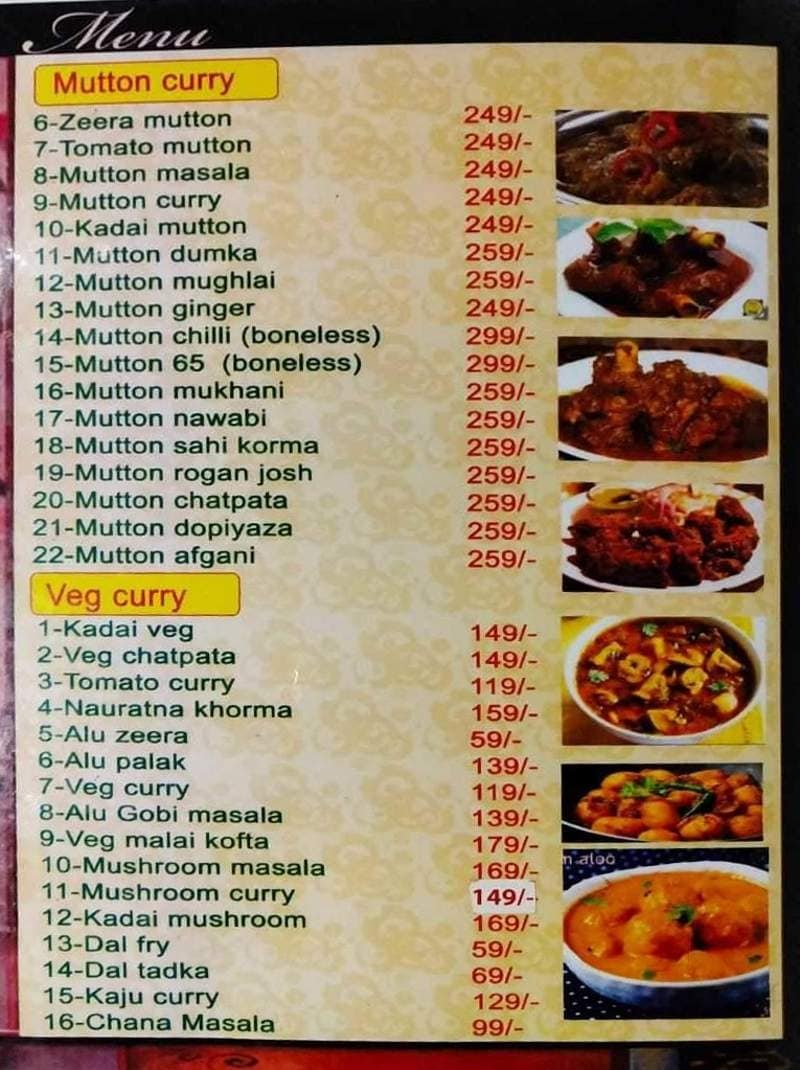 Menu
Mutton curry
6-Zeera mutton 249/-
7-Tomato mutton 249/-
8-Mutton masala 249/-
9-Mutton curry 249/-
10-Kadai mutton 249/-
11-Mutton dumka 259/-
12-Mutton mughlai 259/-
13-Mutton ginger 249/-
14-Mutton chilli (boneless) 299/-
15-Mutton 65 (boneless) 299/-
16-Mutton mukhani 259/-
17-Mutton nawabi 259/-
18-Mutton sahi korma 259/-
19-Mutton rogan josh 259/-
20-Mutton chatpata 259/-
21-Mutton dopiyaza 259/-
22-Mutton afgani 259/-
Veg curry
1-Kadai veg 149/-
2-Veg chatpata 149/-
3-Tomato curry 119/-
4-Nauratna khorma 159/-
5-Alu zeera 59/-
6-Alu palak 139/-
7-Veg curry 119/-
8-Alu Gobi masala 139/-
9-Veg malai kofta 179/-
10-Mushroom masala 169/-
11-Mushroom curry 149/-
12-Kadai mushroom 169/-
13-Dal fry 59/-
14-Dal tadka 69/-
15-Kaju curry 129/-
16-Chana Masala 99/-
m aloo